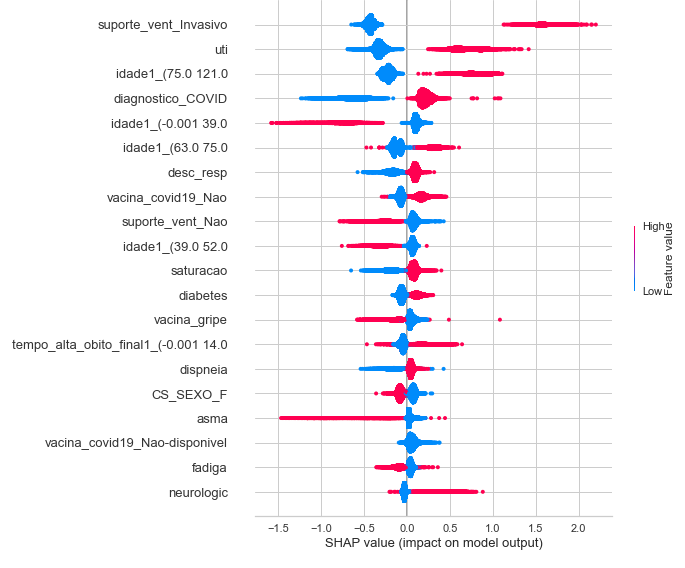 suporte_vent_Invasivo
uti
idade1_(75.0 121.0
diagnostico_COVID
idade1_(-0.001 39.0
idade1_(63.0 75.0
desc_resp
vacina_covid19_Nao
suporte_vent_Nao
idade1_(39.0 52.0
saturacao
diabetes
vacina_gripe
tempo_alta_obito_final1_(-0.001 14.0
dispneia
CS_SEXO_F
asma
vacina_covid19_Nao-disponivel
fadiga
neurologic
−1.5 −1.0 −0.5 0.0 0.5 1.0 1.5 2.0
SHAP value (impact on model output)
High
Low
Feature value